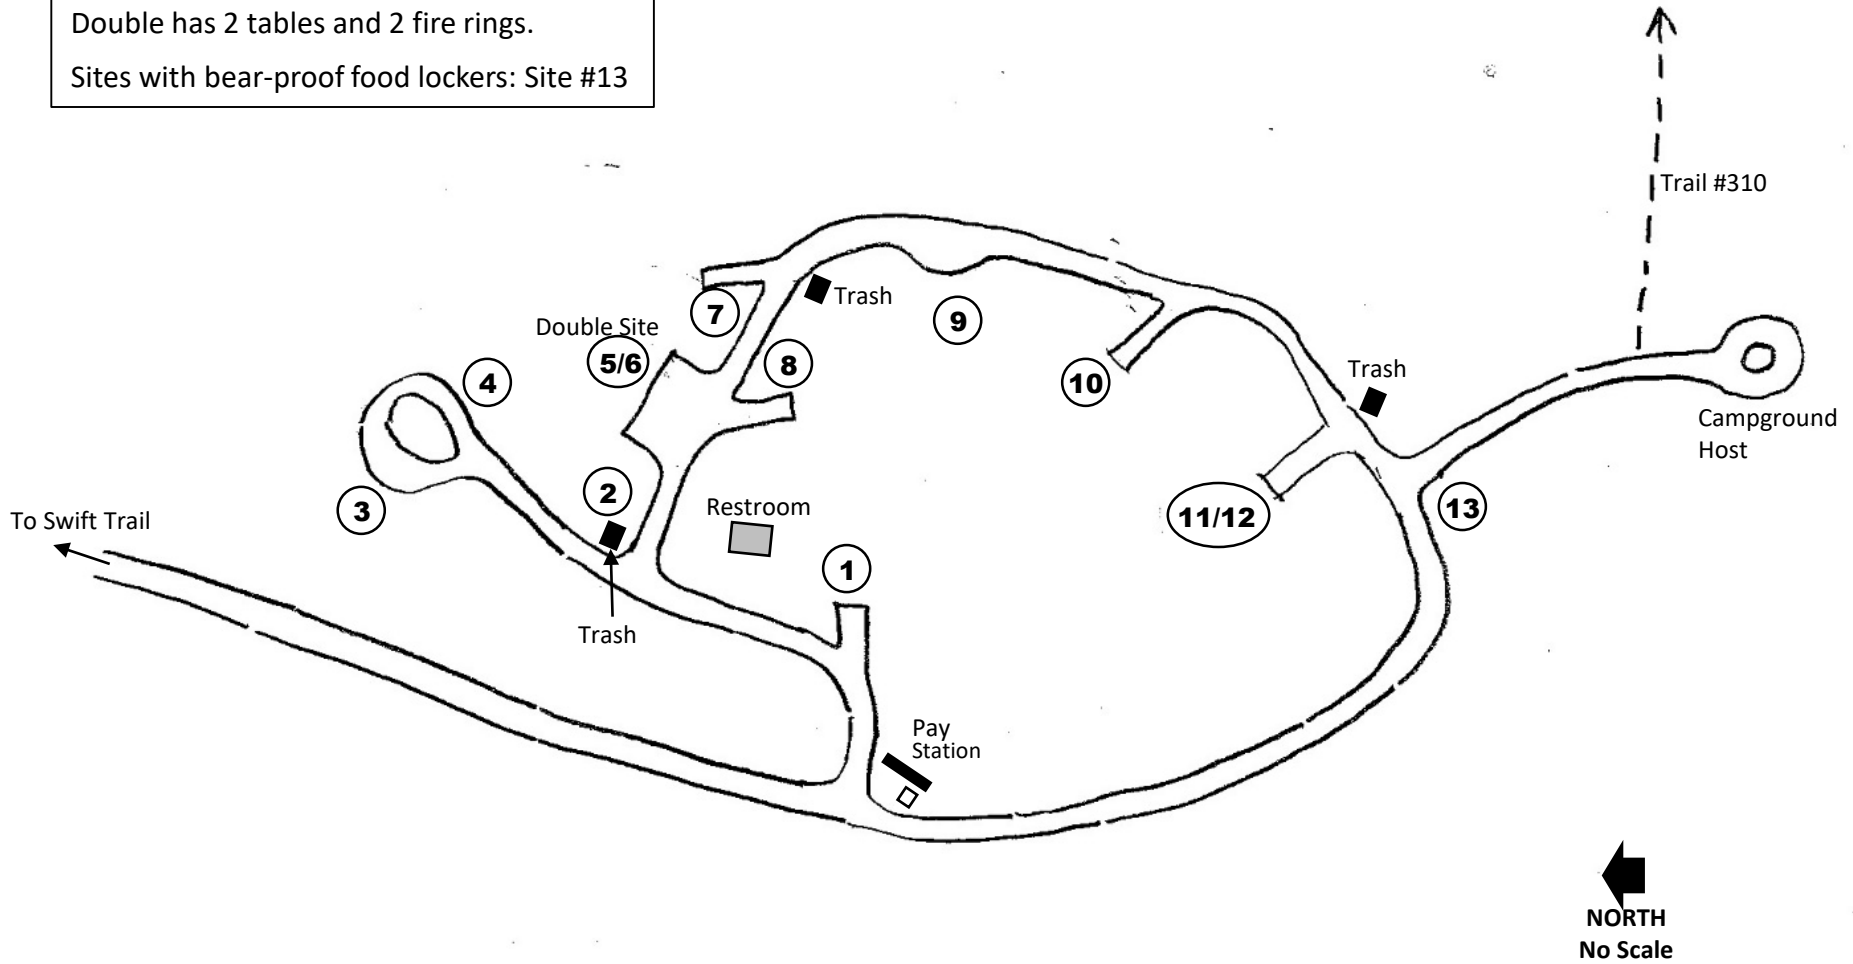 Double has 2 tables and 2 fire rings.
Sites with bear-proof food lockers: Site #13
Trail #310
Trash
7
9
Double Site
5/6
8
4
10
Trash
Campground
Host
2
3
Restroom
11/12
13
To Swift Trail
1
Trash
Pay
Station
NORTH
No Scale